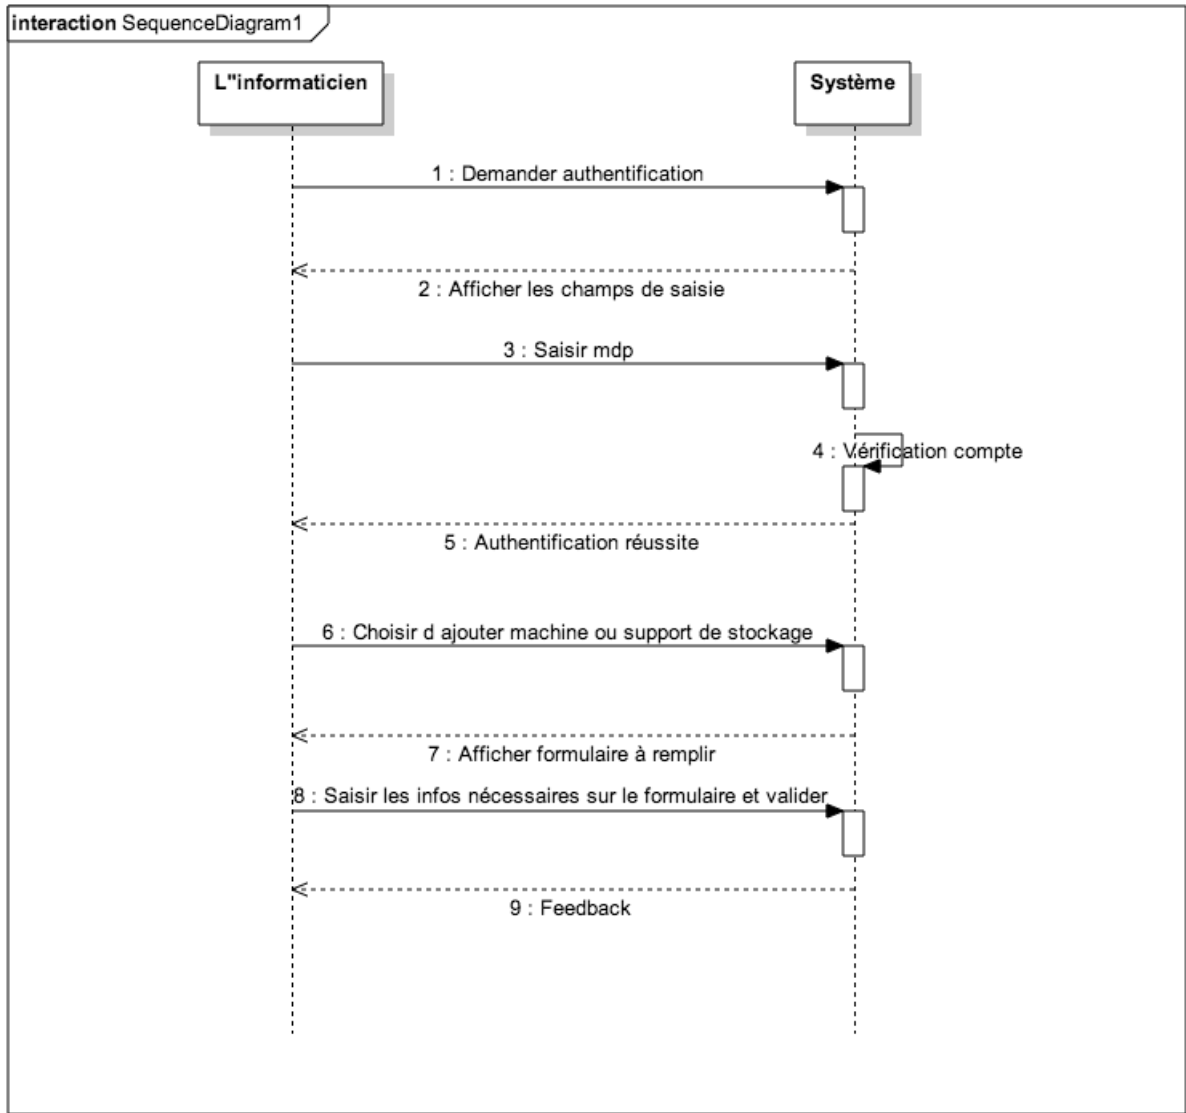 interaction SequenceDiagram1
L"informaticien
Système
1 : Demander authentification
2 : Afficher les champs de saisie
3 : Saisir mdp
4 : Vérification compte
5 : Authentification réussite
6 : Choisir d ajouter machine ou support de stockage
7 : Afficher formulaire à remplir
8 : Saisir les infos nécessaires sur le formulaire et valider
9 : Feedback